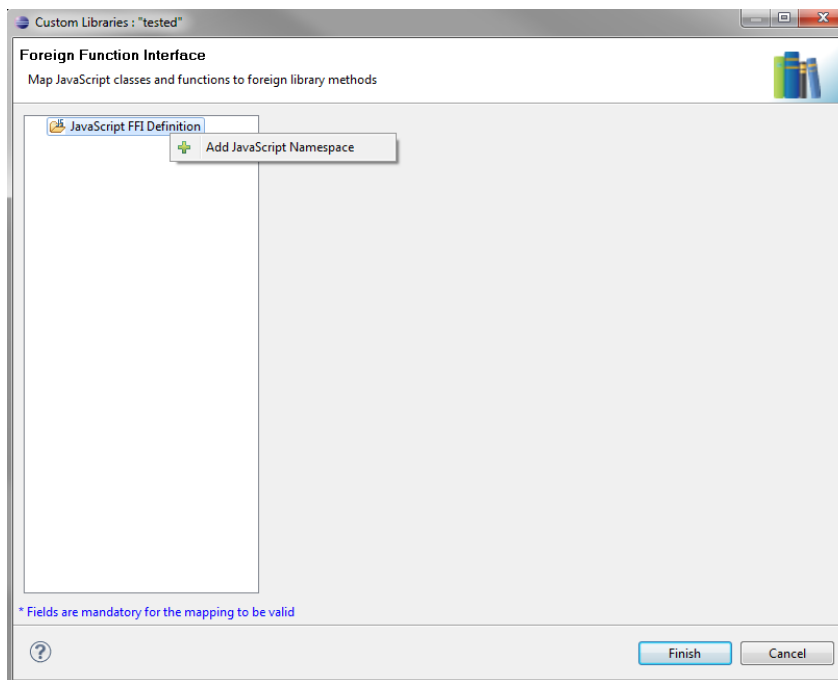 Custom Libraries : "tested"
Foreign Function Interface
Map JavaScript classes and functions to foreign library methods
JavaScript FFI Definition
Add JavaScript Namespace
* Fields are mandatory for the mapping to be valid
Finish
Cancel